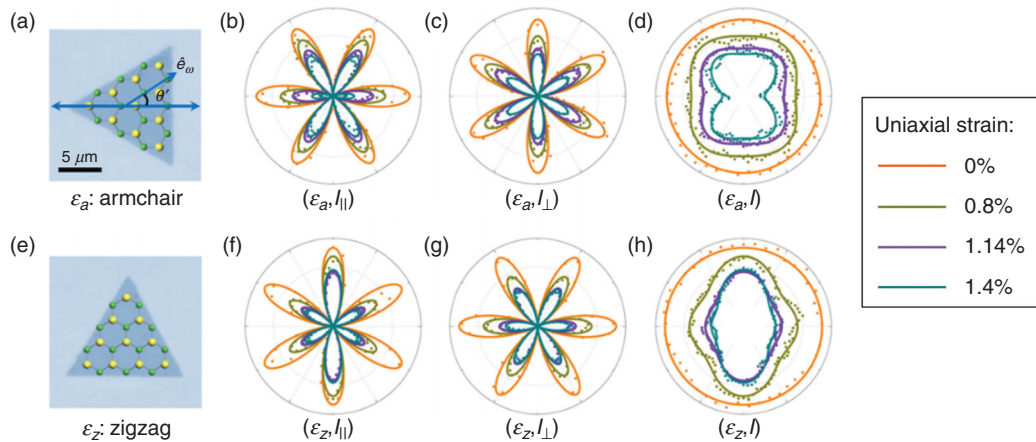 (a)
ê_ω
θ′
5 μm
ε_a: armchair
(b)
(ε_a, I_||)
(c)
(ε_a, I_⊥)
(d)
(ε_a, I)
(e)
ε_z: zigzag
(f)
(ε_z, I_||)
(g)
(ε_z, I_⊥)
(h)
(ε_z, I)
Uniaxial strain:
0%
0.8%
1.14%
1.4%